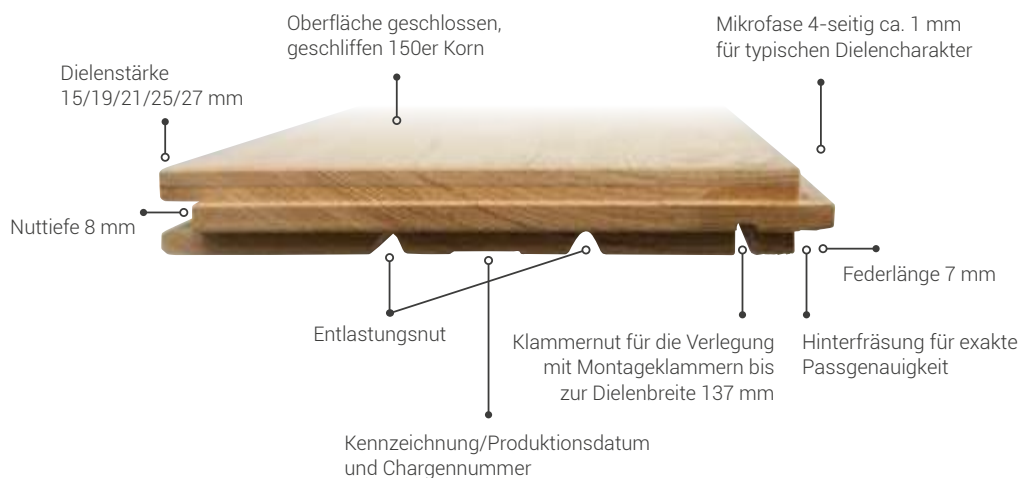 Oberfläche geschlossen,
geschliffen 150er Korn
Mikrofase 4-seitig ca. 1 mm
für typischen Dielencharakter
Dielenstärke
15/19/21/25/27 mm
Nuttiefe 8 mm
Federlänge 7 mm
Entlastungsnut
Klammernut für die Verlegung
mit Montageklammern bis
zur Dielenbreite 137 mm
Hinterfräsung für exakte
Passgenauigkeit
Kennzeichnung/Produktionsdatum
und Chargennummer